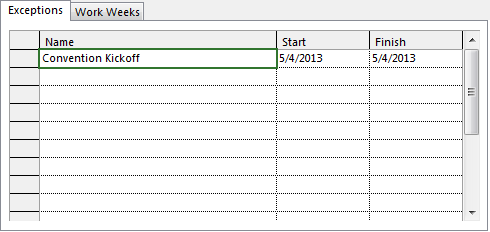 Exceptions Work Weeks
Name Start Finish
Convention Kickoff 5/4/2013 5/4/2013